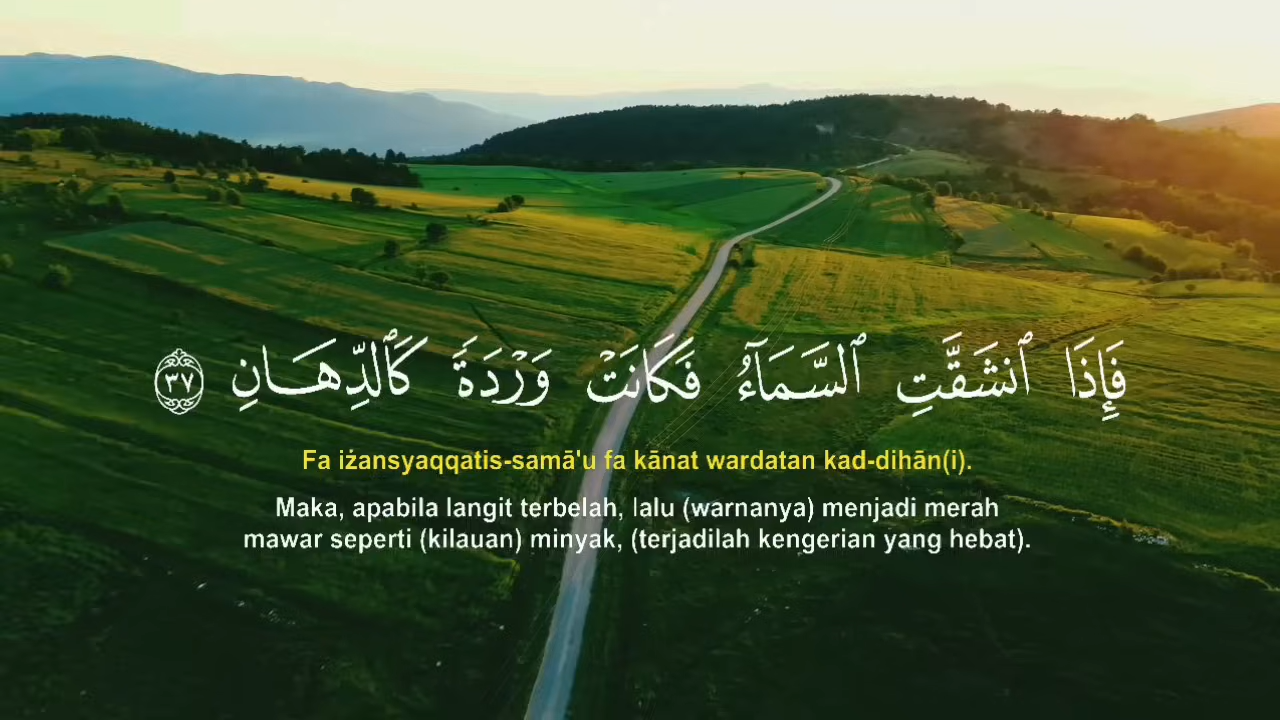 فَإِذَا ٱنشَقَّتِ ٱلسَّمَآءُ فَكَانَتْ وَرْدَةً كَٱلدِّهَانِ ٣٧
Fa iżansyaqqatis-samā'u fa kānat wardatan kad-dihān(i).
Maka, apabila langit terbelah, lalu (warnanya) menjadi merah
mawar seperti (kilauan) minyak, (terjadilah kengerian yang hebat).